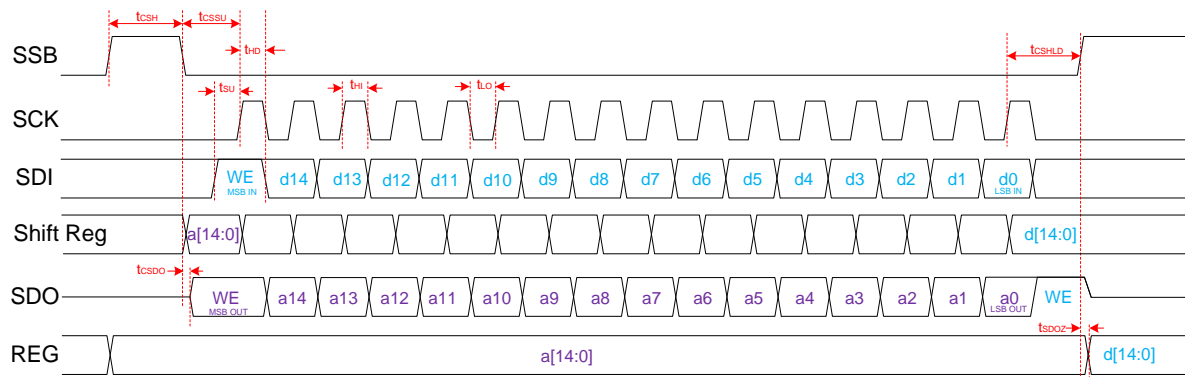 tCSH tCSSU
SSB tHD tCSHLD
tSU tHI tLO
SCK
SDI WE d14 d13 d12 d11 d10 d9 d8 d7 d6 d5 d4 d3 d2 d1 d0
MSB IN LSB IN
Shift Reg a[14:0] d[14:0]
tCSDO
SDO WE a14 a13 a12 a11 a10 a9 a8 a7 a6 a5 a4 a3 a2 a1 a0 WE
MSB OUT LSB OUT
tSDOZ
REG a[14:0] d[14:0]